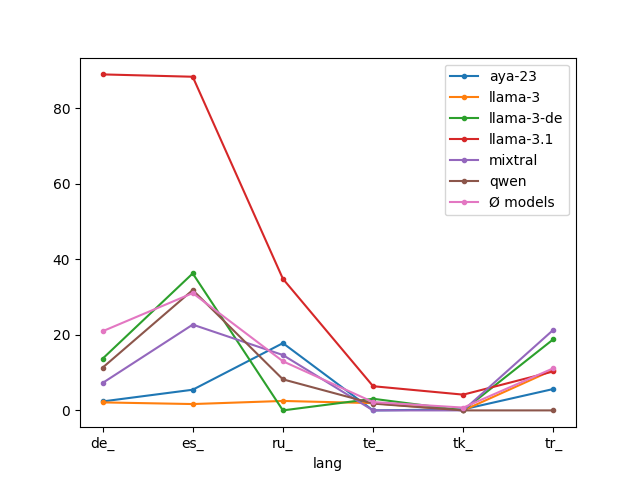 aya-23
llama-3
llama-3-de
llama-3.1
mixtral
qwen
Ø models
80
60
40
20
0
de_ es_ ru_ te_ tk_ tr_
lang